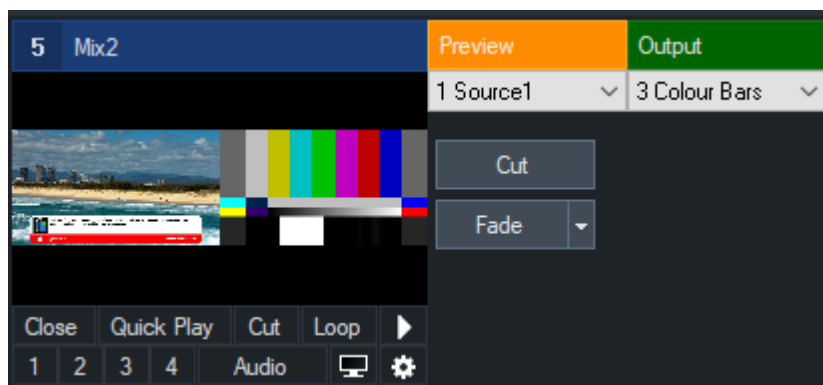 5 Mix2
Preview
Output
1 Source1
3 Colour Bars
Cut
Fade
Close Quick Play Cut Loop
1 2 3 4 Audio